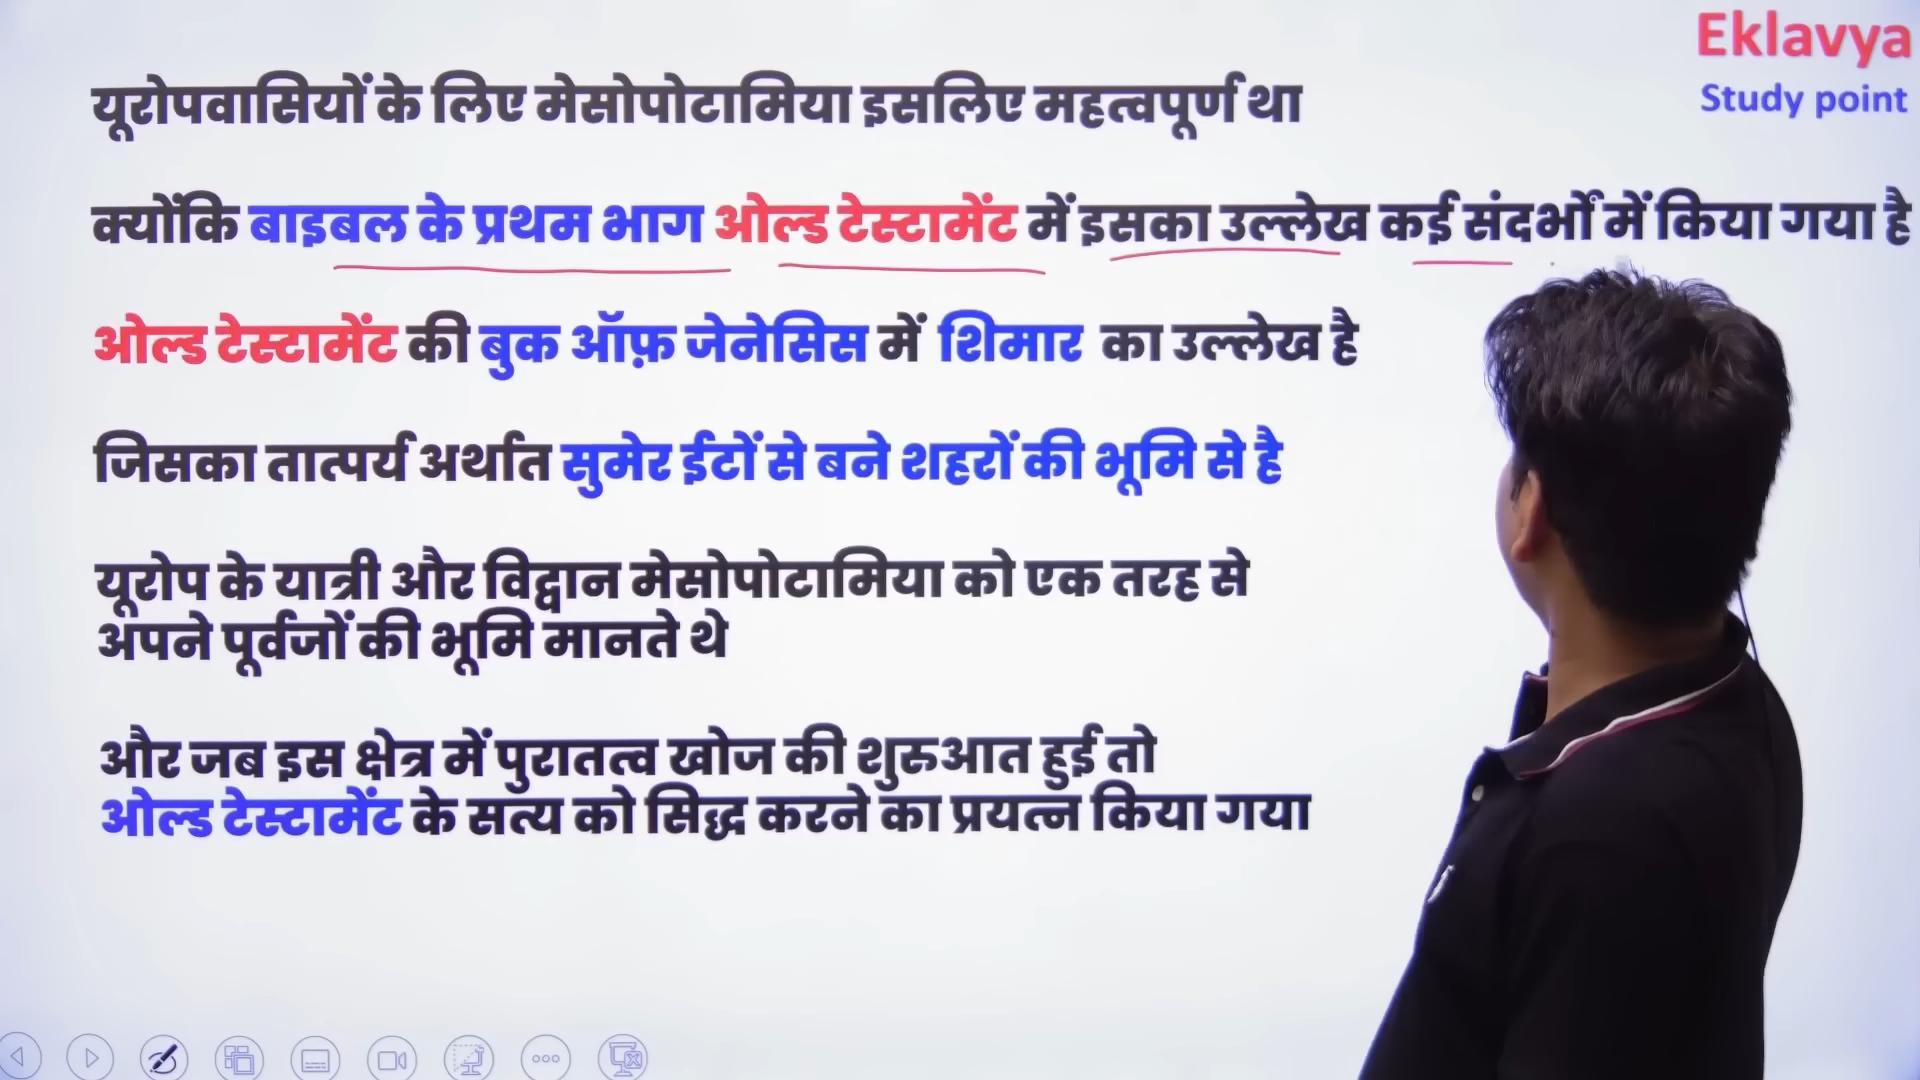 Eklavya
Study point
यूरोपवासियों के लिए मेसोपोटामिया इसलिए महत्वपूर्ण था
क्योंकि बाइबल के प्रथम भाग ओल्ड टेस्टामेंट में इसका उल्लेख कई संदर्भों में किया गया है
ओल्ड टेस्टामेंट की बुक ऑफ़ जेनेसिस में शिमार का उल्लेख है
जिसका तात्पर्य अर्थात सुमेर ईटों से बने शहरों की भूमि से है
यूरोप के यात्री और विद्वान मेसोपोटामिया को एक तरह से
अपने पूर्वजों की भूमि मानते थे
और जब इस क्षेत्र में पुरातत्व खोज की शुरुआत हुई तो
ओल्ड टेस्टामेंट के सत्य को सिद्ध करने का प्रयत्न किया गया